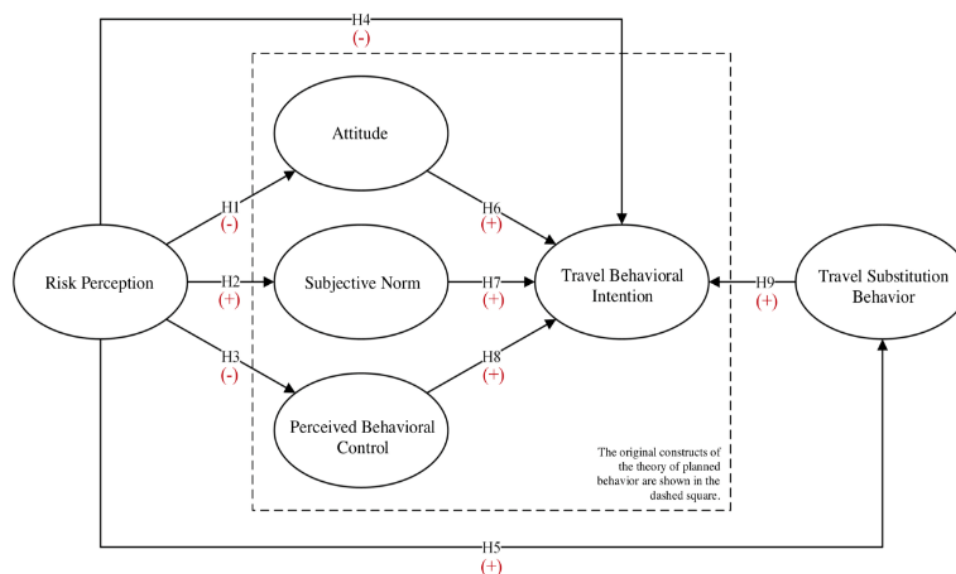 H4
(-)
Attitude
H1
(-)
H6
(+)
Risk Perception
H2
(+)
Subjective Norm
H7
(+)
Travel Behavioral
Intention
H9
(+)
Travel Substitution
Behavior
H3
(-)
H8
(+)
Perceived Behavioral
Control
The original constructs of
the theory of planned
behavior are shown in the
dashed square.
H5
(+)